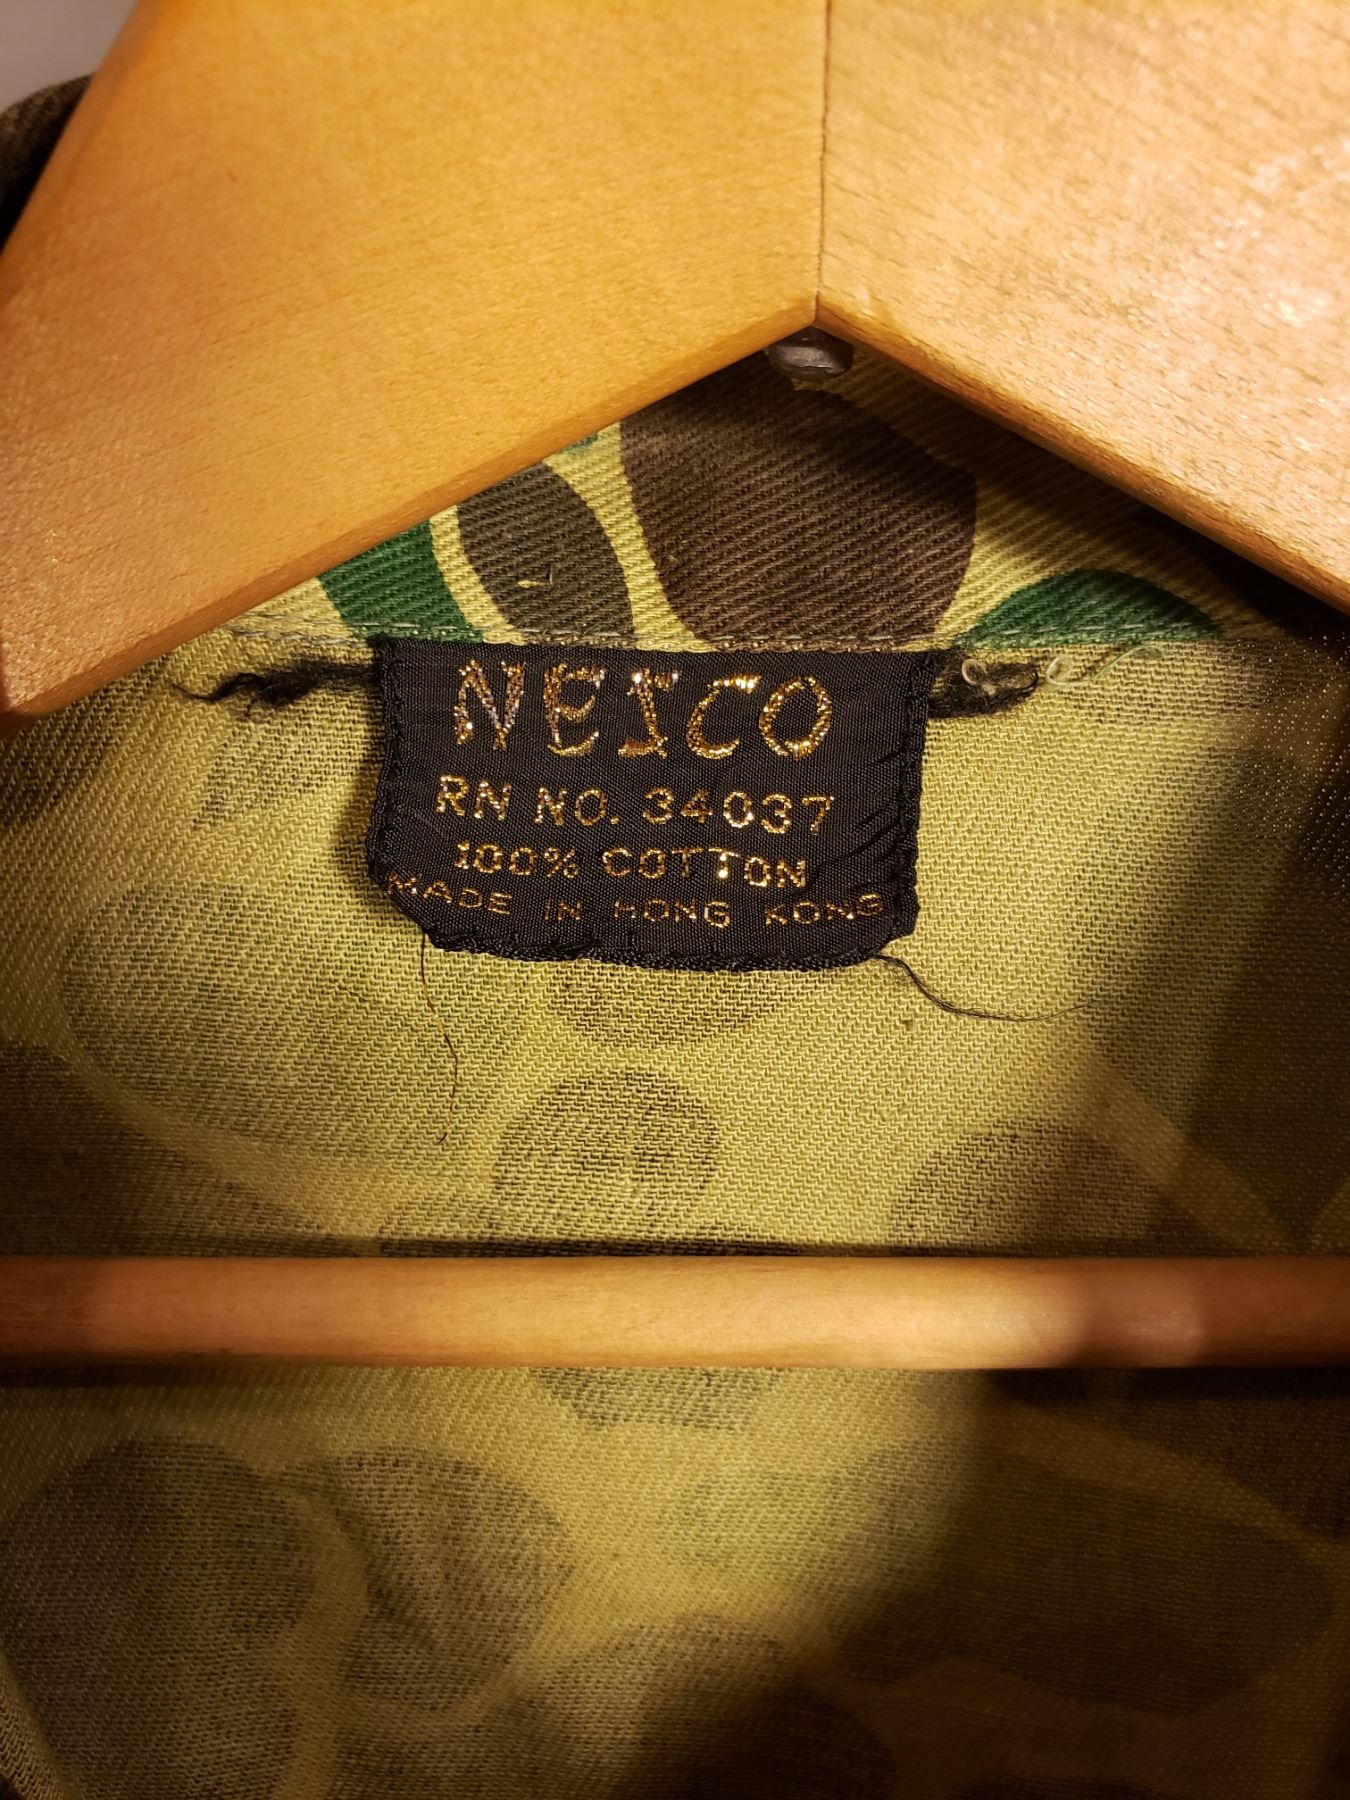 NESCO
RN NO. 34037
100% COTTON
MADE IN HONG KONG